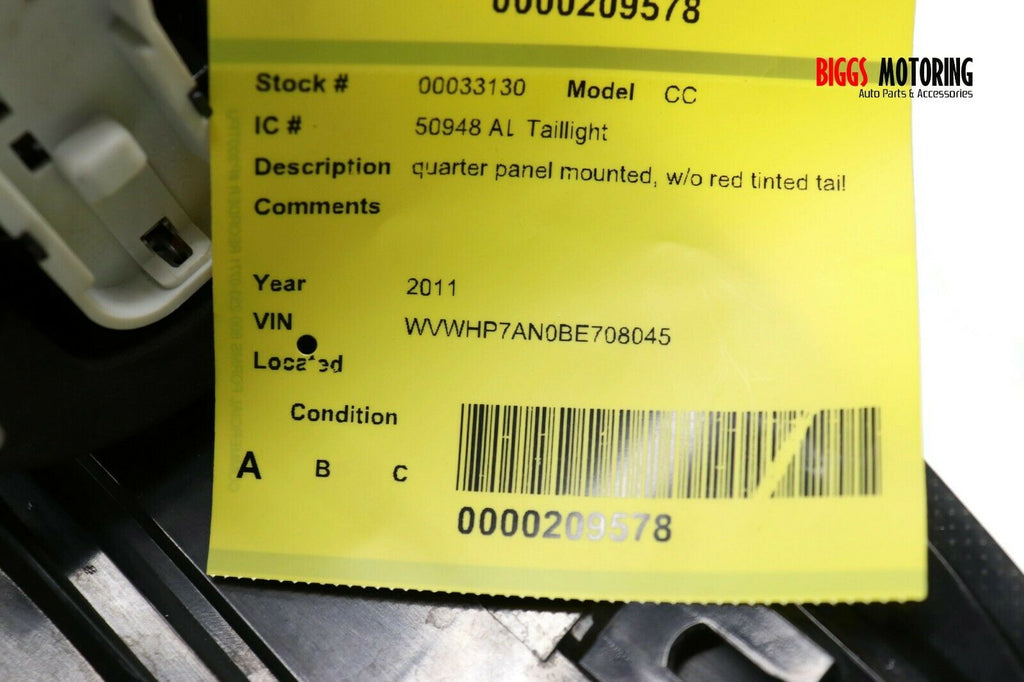 0000209578
BIGGS MOTORING
Auto Parts & Accessories
Stock # 00033130 Model CC
IC # 50948 AL Taillight
Description quarter panel mounted, w/o red tinted tail
Comments
Year 2011
VIN WVWHP7AN0BE708045
Located
Condition
A B C
0000209578